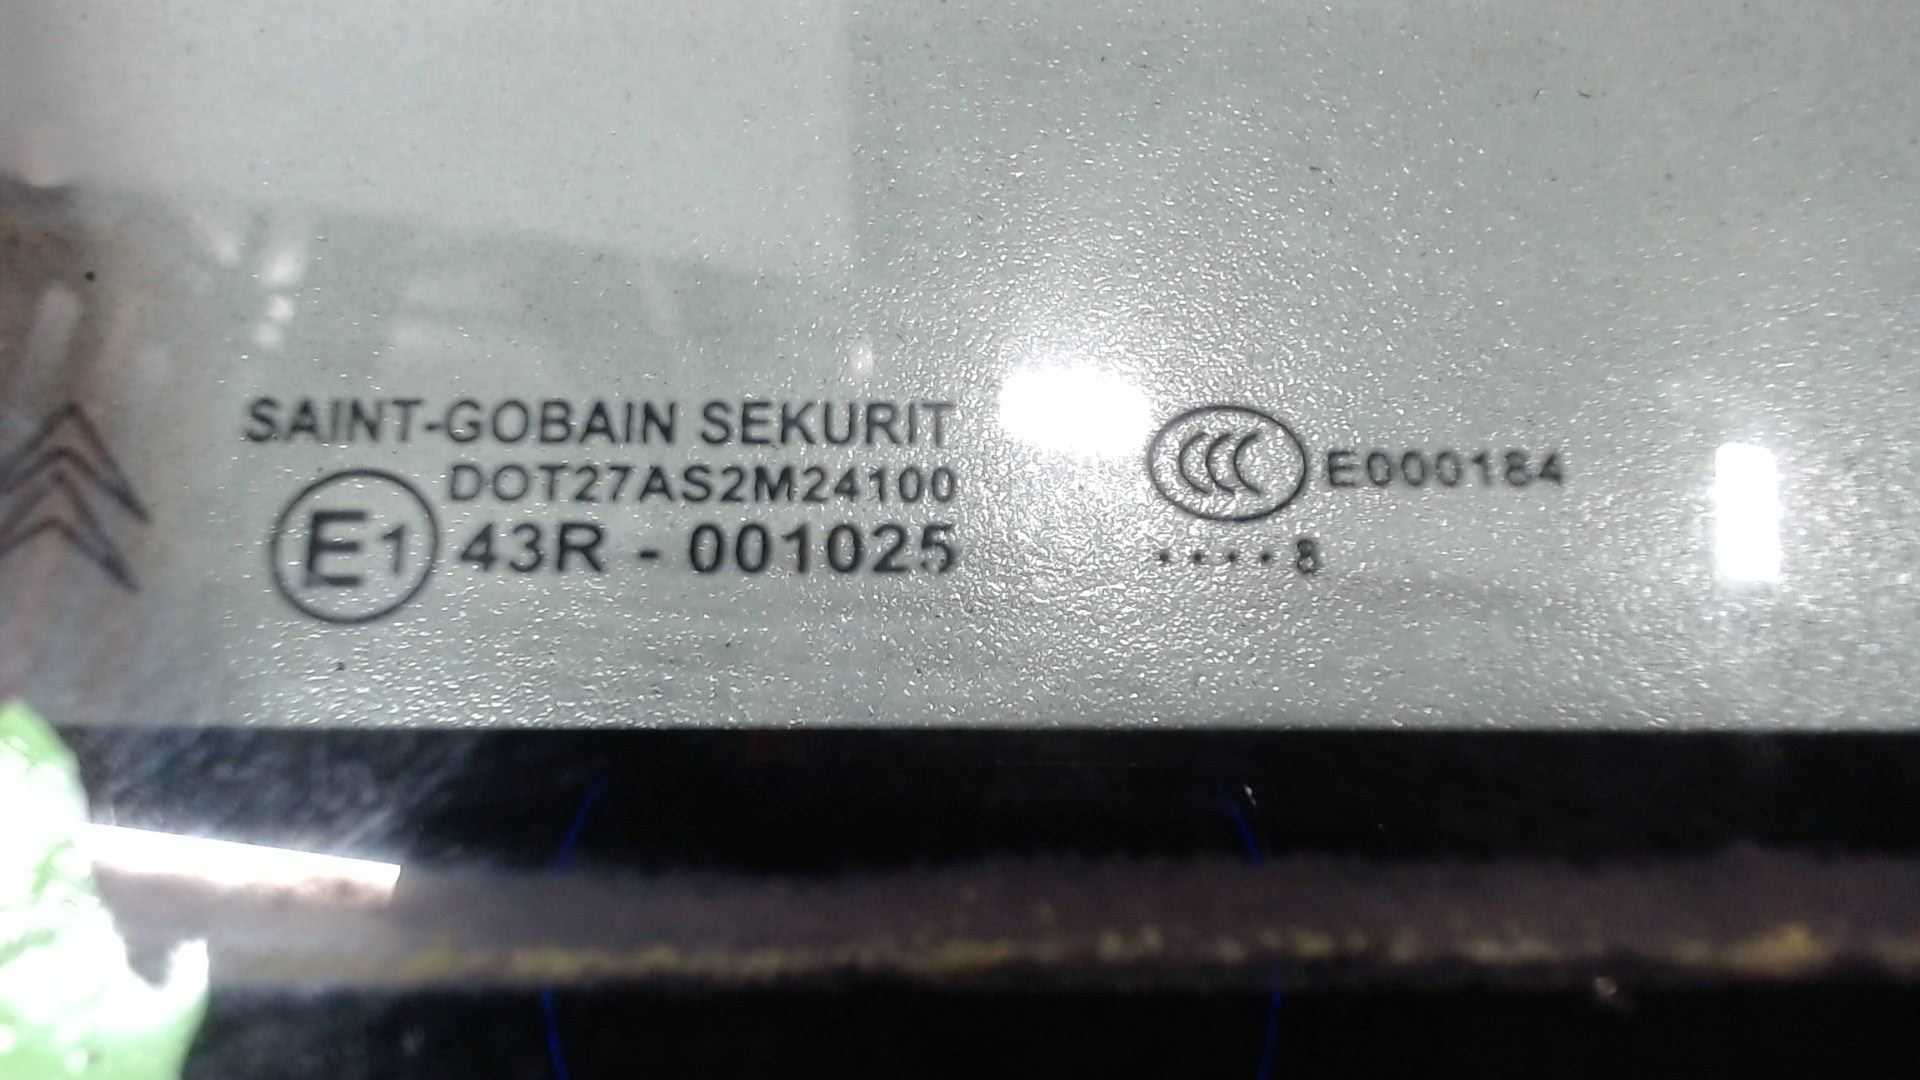 SAINT-GOBAIN SEKURIT
DOT27AS2M24100
E1 43R - 001025
CCC E000184
....8